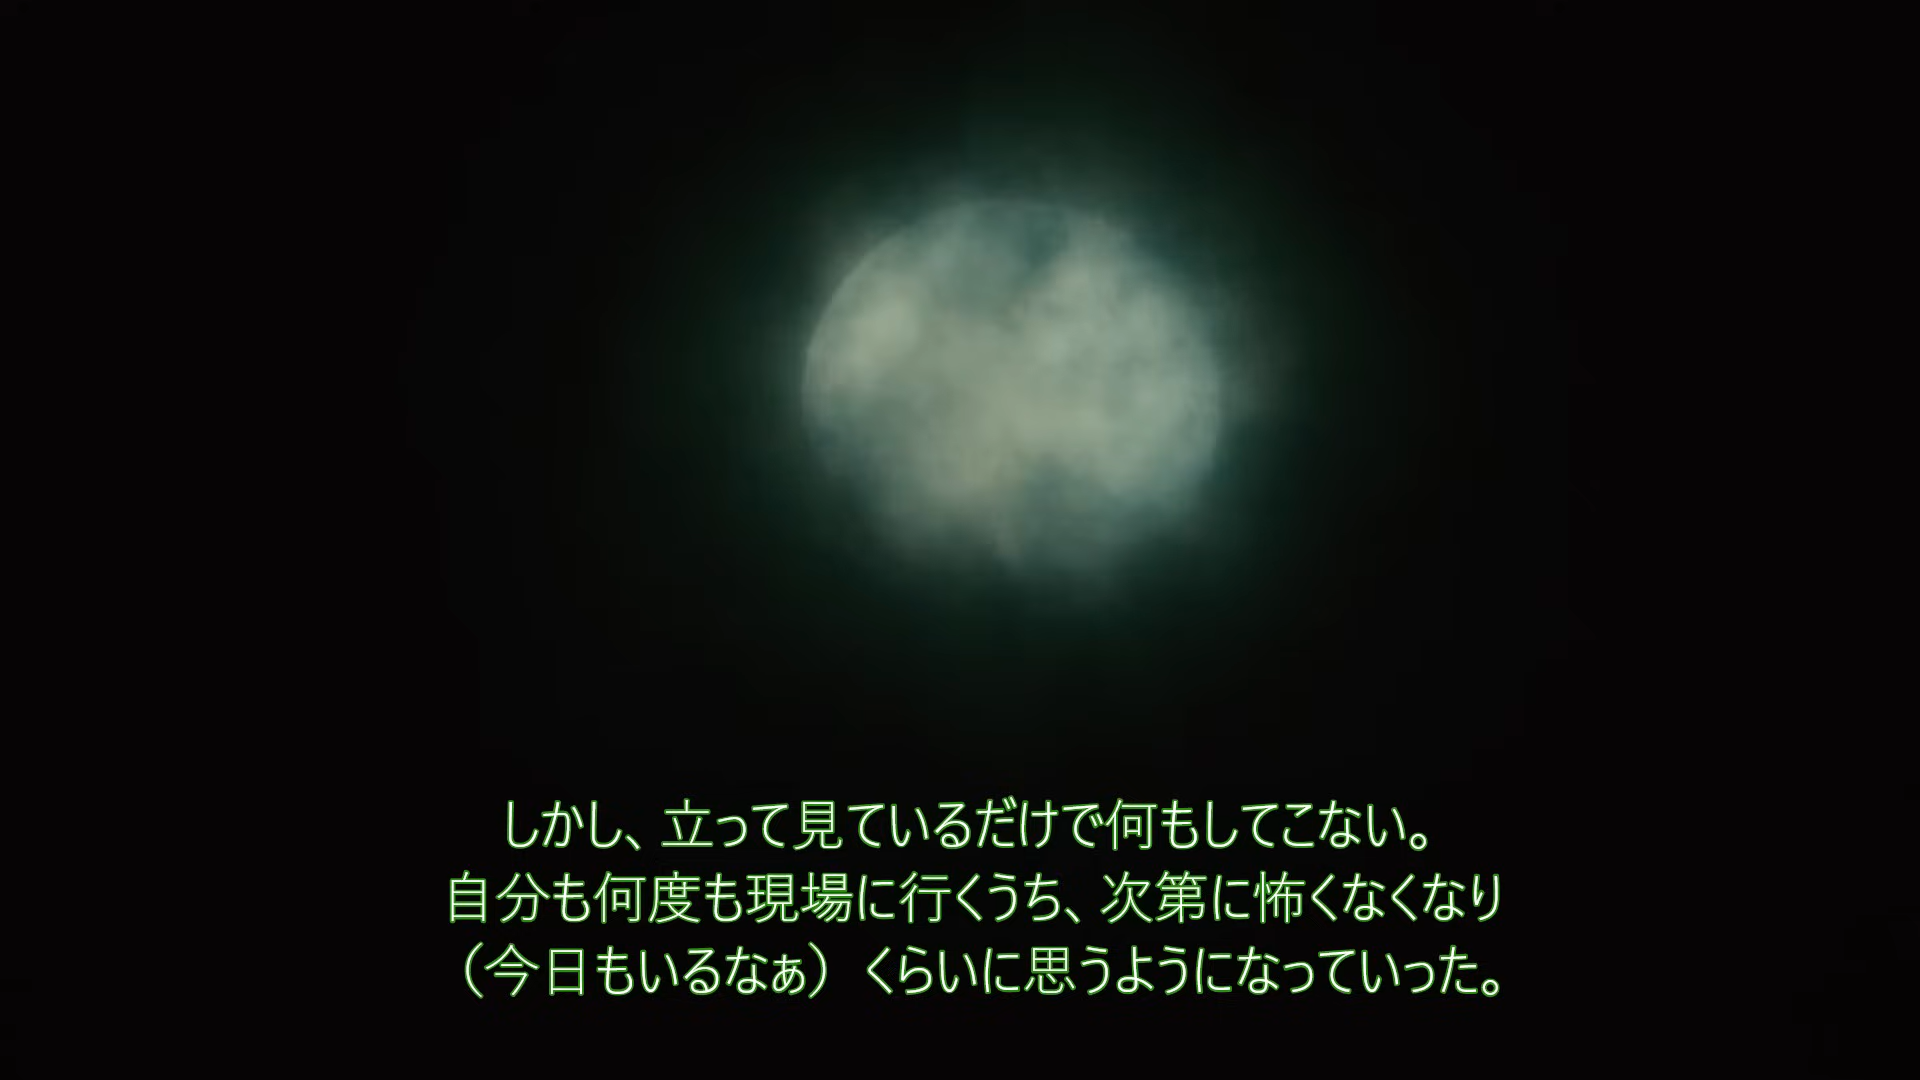 しかし、立って見ているだけで何もしてこない。
自分も何度も現場に行くうち、次第に怖くなくなり
（今日もいるなぁ）くらいに思うようになっていった。